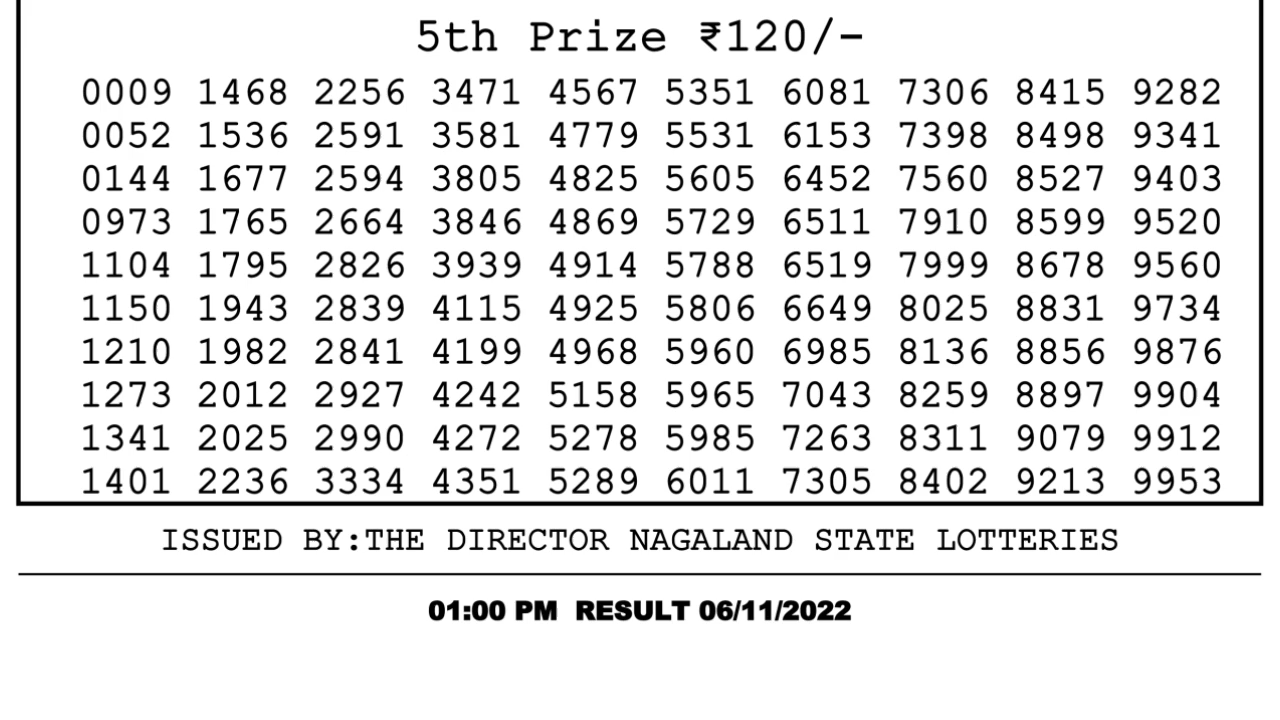 5th Prize ₹120/-
0009 1468 2256 3471 4567 5351 6081 7306 8415 9282
0052 1536 2591 3581 4779 5531 6153 7398 8498 9341
0144 1677 2594 3805 4825 5605 6452 7560 8527 9403
0973 1765 2664 3846 4869 5729 6511 7910 8599 9520
1104 1795 2826 3939 4914 5788 6519 7999 8678 9560
1150 1943 2839 4115 4925 5806 6649 8025 8831 9734
1210 1982 2841 4199 4968 5960 6985 8136 8856 9876
1273 2012 2927 4242 5158 5965 7043 8259 8897 9904
1341 2025 2990 4272 5278 5985 7263 8311 9079 9912
1401 2236 3334 4351 5289 6011 7305 8402 9213 9953
ISSUED BY:THE DIRECTOR NAGALAND STATE LOTTERIES
01:00 PM RESULT 06/11/2022